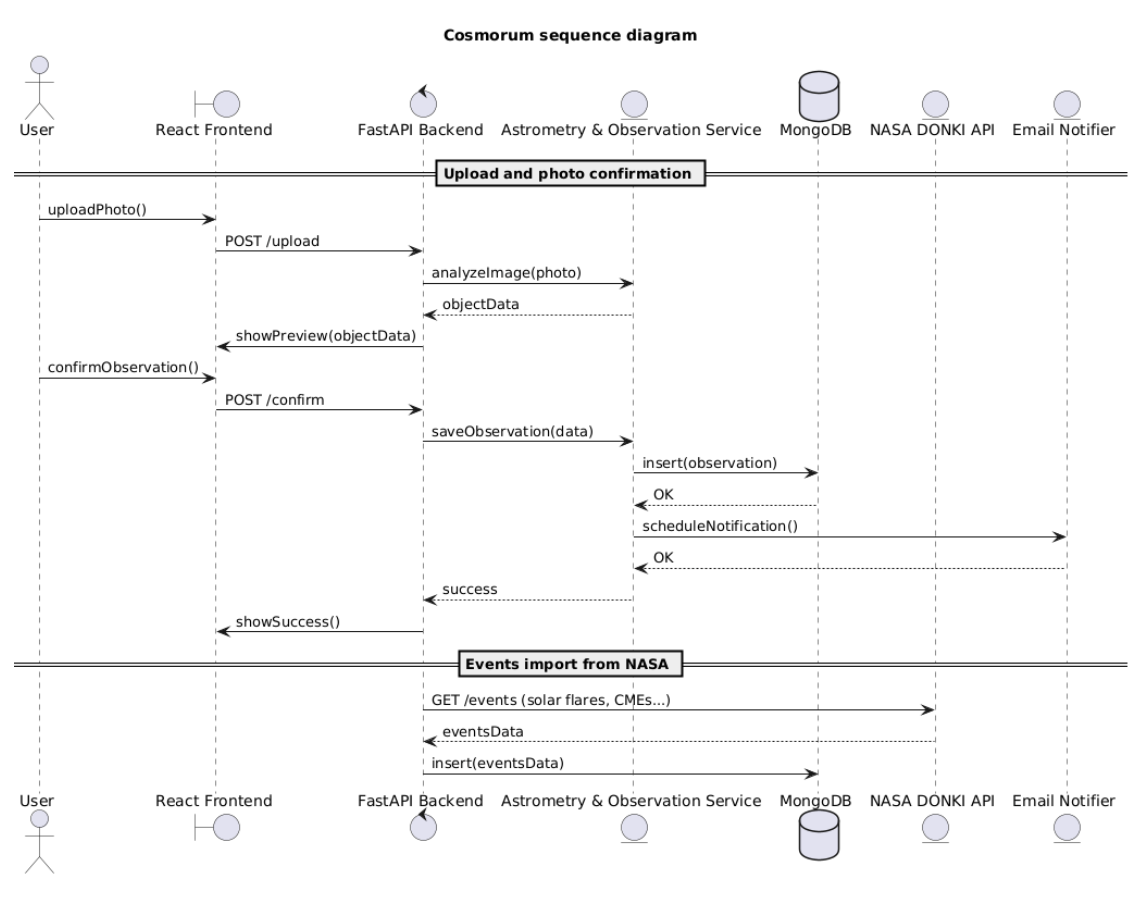 Cosmorum sequence diagram
User
React Frontend
FastAPI Backend
Astrometry & Observation Service
MongoDB
NASA DONKI API
Email Notifier
Upload and photo confirmation
uploadPhoto()
POST /upload
analyzeImage(photo)
objectData
showPreview(objectData)
confirmObservation()
POST /confirm
saveObservation(data)
insert(observation)
OK
scheduleNotification()
OK
success
showSuccess()
Events import from NASA
GET /events (solar flares, CMEs...)
eventsData
insert(eventsData)
User
React Frontend
FastAPI Backend
Astrometry & Observation Service
MongoDB
NASA DONKI API
Email Notifier